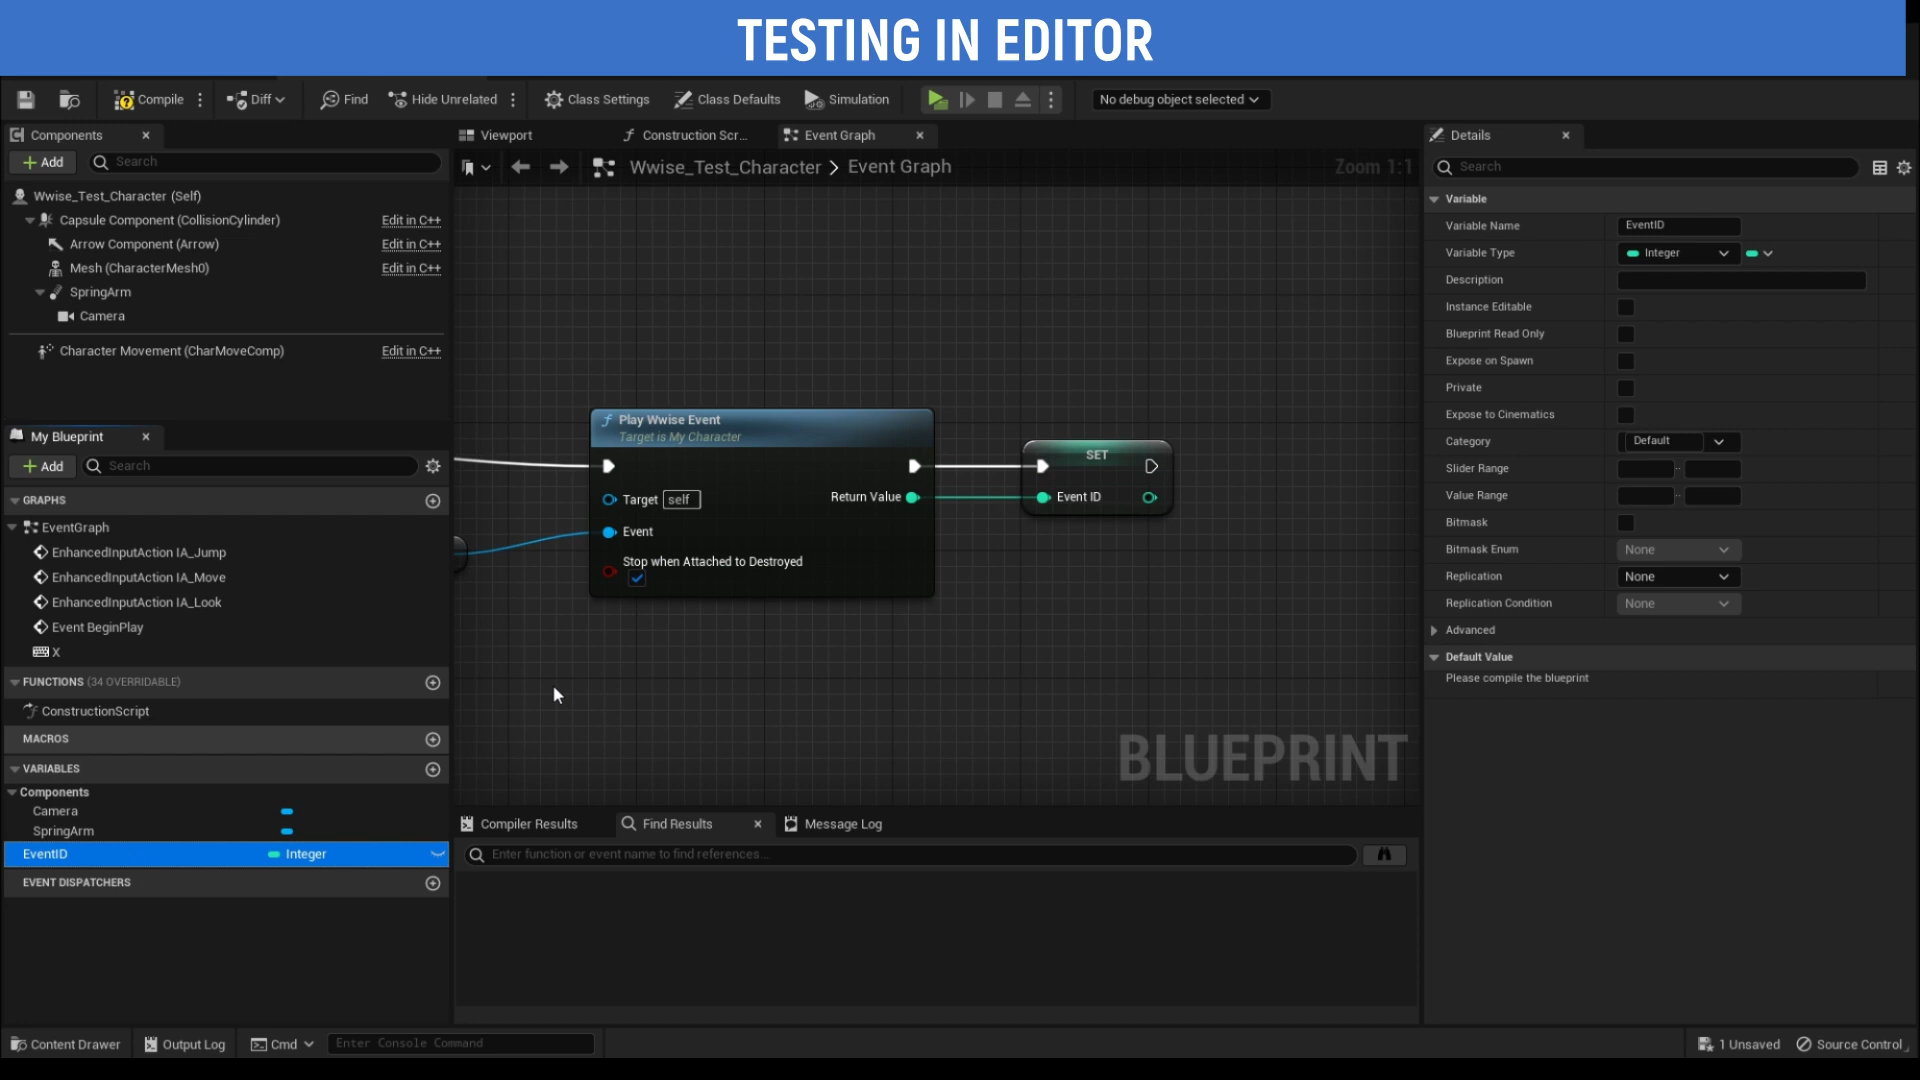 TESTING IN EDITOR
Compile
Diff
Find
Hide Unrelated
Class Settings
Class Defaults
Simulation
No debug object selected
Components
Viewport
Construction Scr...
Event Graph
Details
Add
Search
Wwise_Test_Character > Event Graph
Zoom 1:1
Search
Wwise_Test_Character (Self)
Capsule Component (CollisionCylinder) Edit in C++
Arrow Component (Arrow) Edit in C++
Mesh (CharacterMesh0) Edit in C++
SpringArm
Camera
Character Movement (CharMoveComp) Edit in C++
My Blueprint
Add
Search
GRAPHS
EventGraph
EnhancedInputAction IA_Jump
EnhancedInputAction IA_Move
EnhancedInputAction IA_Look
Event BeginPlay
X
FUNCTIONS (34 OVERRIDABLE)
ConstructionScript
MACROS
VARIABLES
Components
Camera
SpringArm
EventID Integer
EVENT DISPATCHERS
Play Wwise Event
Target is My Character
Target self
Return Value
Event
Stop when Attached to Destroyed
SET
Event ID
BLUEPRINT
Compiler Results
Find Results
Message Log
Enter function or event name to find references...
Variable
Variable Name EventID
Variable Type Integer
Description
Instance Editable
Blueprint Read Only
Expose on Spawn
Private
Expose to Cinematics
Category Default
Slider Range
Value Range
Bitmask
Bitmask Enum None
Replication None
Replication Condition None
Advanced
Default Value
Please compile the blueprint
Content Drawer
Output Log
Cmd
Enter Console Command
1 Unsaved
Source Control